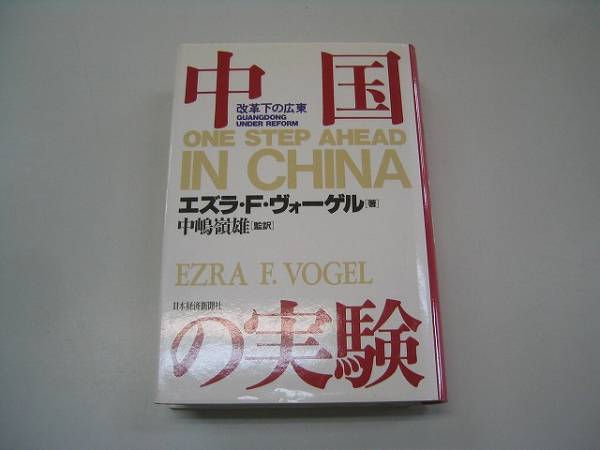 中国
改革下の広東
GUANGDONG
UNDER REFORM
ONE STEP AHEAD
IN CHINA
エズラ・F・ヴォーゲル[著]
中嶋嶺雄[監訳]
EZRA F. VOGEL
日本経済新聞社
の実験